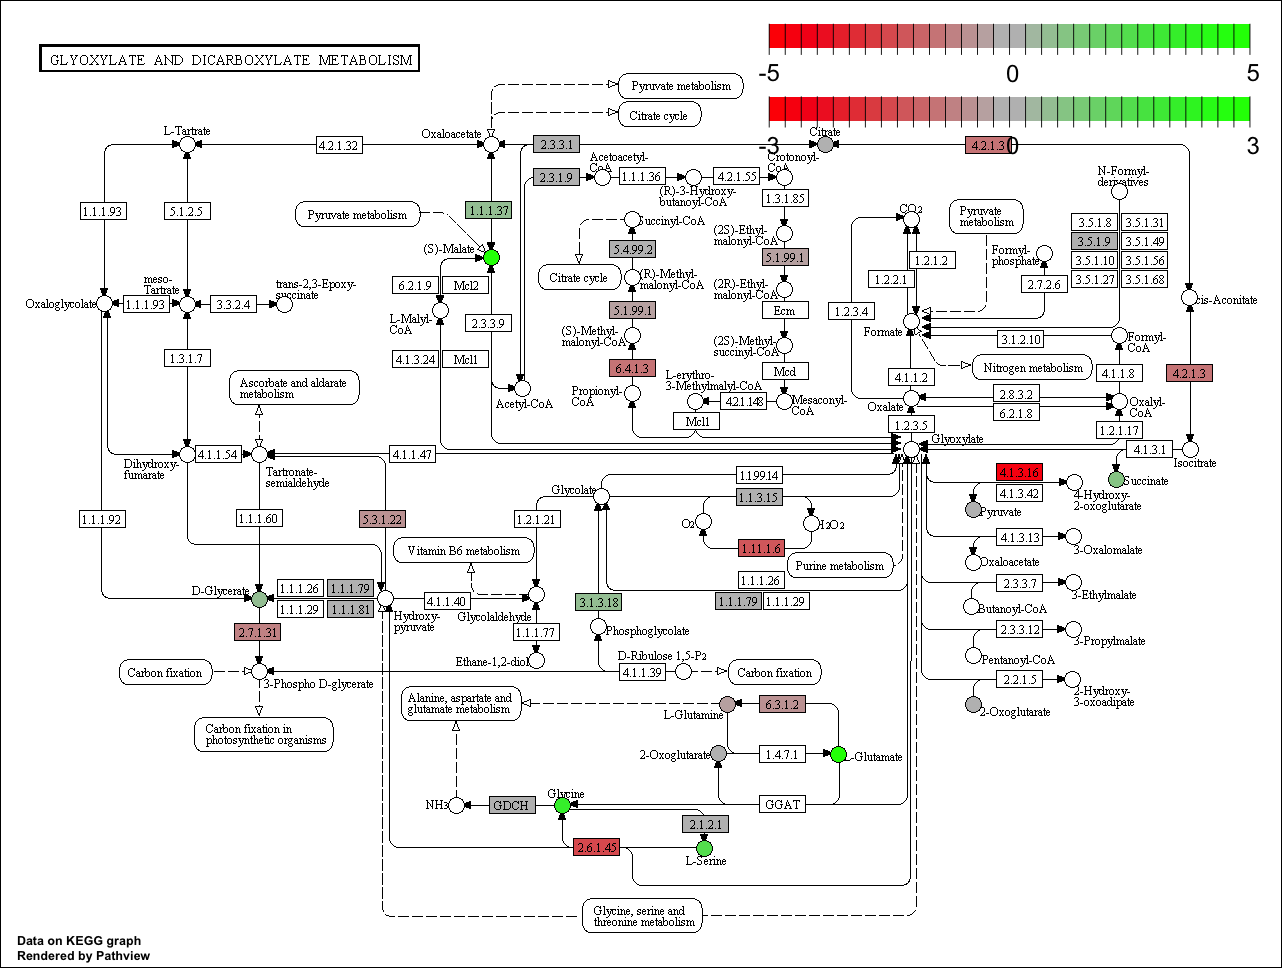 GLYOXYLATE AND DICARBOXYLATE METABOLISM
-5
0
5
-3
0
3
Pyruvate metabolism
Citrate cycle
L-Tartrate
4.2.1.32
Oxaloacetate
2.3.3.1
Citrate
4.2.1.3
2.3.1.9
Acetoacetyl-
CoA
1.1.1.36
(R)-3-Hydroxy-
butanoyl-CoA
4.2.1.55
Crotonoyl-
CoA
1.3.1.85
N-Formyl-
derivatives
1.1.1.93
5.1.2.5
Pyruvate metabolism
1.1.1.37
(S)-Malate
Succinyl-CoA
5.4.99.2
Citrate cycle
(R)-Methyl-
malonyl-CoA
5.1.99.1
(S)-Methyl-
malonyl-CoA
6.4.1.3
Propionyl-
CoA
(2S)-Ethyl-
malonyl-CoA
5.1.99.1
(2R)-Ethyl-
malonyl-CoA
Ecm
(2S)-Methyl-
succinyl-CoA
Mcd
Mesaconyl-
CoA
4.2.1.148
L-erythro-
3-Methylmalyl-CoA
Mcl1
CO2
Pyruvate
metabolism
1.2.1.2
1.2.2.1
1.2.3.4
Formyl-
phosphate
2.7.2.6
3.5.1.8
3.5.1.31
3.5.1.9
3.5.1.49
3.5.1.10
3.5.1.56
3.5.1.27
3.5.1.68
cis-Aconitate
Formate
3.1.2.10
Formyl-
CoA
Nitrogen metabolism
4.1.1.2
4.1.1.8
4.2.1.3
2.8.3.2
6.2.1.8
Oxalate
Oxalyl-
CoA
1.2.3.5
1.2.1.17
Glyoxylate
4.1.3.1
Isocitrate
Succinate
meso-
Tartrate
Oxaloglycolate
1.1.1.93
3.3.2.4
trans-2,3-Epoxy-
succinate
6.2.1.9
Mcl2
L-Malyl-
CoA
2.3.3.9
4.1.3.24
Mcl1
Acetyl-CoA
1.3.1.7
Ascorbate and aldarate
metabolism
Dihydroxy-
fumarate
4.1.1.54
Tartronate-
semialdehyde
4.1.1.47
1.1.1.92
1.1.1.60
5.3.1.22
Glycolate
1.1.99.14
1.1.3.15
O2
H2O2
1.11.1.6
1.2.1.21
Vitamin B6 metabolism
Purine metabolism
1.1.1.26
1.1.1.79
1.1.1.29
4.1.3.16
4.1.3.42
Pyruvate
4-Hydroxy-
2-oxoglutarate
4.1.3.13
Oxaloacetate
3-Oxalomalate
2.3.3.7
Butanoyl-CoA
3-Ethylmalate
2.3.3.12
Pentanoyl-CoA
3-Propylmalate
2.2.1.5
2-Oxoglutarate
2-Hydroxy-
3-oxoadipate
D-Glycerate
1.1.1.26
1.1.1.79
1.1.1.29
1.1.1.81
Hydroxy-
pyruvate
4.1.1.40
Glycolaldehyde
3.1.3.18
Phosphoglycolate
1.1.1.77
Ethane-1,2-diol
2.7.1.31
Carbon fixation
3-Phospho D-glycerate
4.1.1.39
D-Ribulose 1,5-P2
Carbon fixation
Carbon fixation in
photosynthetic organisms
Alanine, aspartate and
glutamate metabolism
L-Glutamine
6.3.1.2
2-Oxoglutarate
1.4.7.1
L-Glutamate
NH3
GDCH
Glycine
GGAT
2.1.2.1
2.6.1.45
L-Serine
Glycine, serine and
threonine metabolism
Data on KEGG graph
Rendered by Pathview